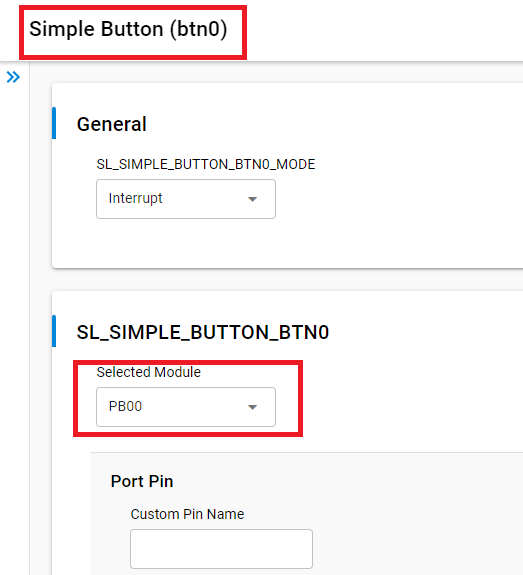 Simple Button (btn0)
General
SL_SIMPLE_BUTTON_BTN0_MODE
Interrupt
SL_SIMPLE_BUTTON_BTN0
Selected Module
PB00
Port Pin
Custom Pin Name